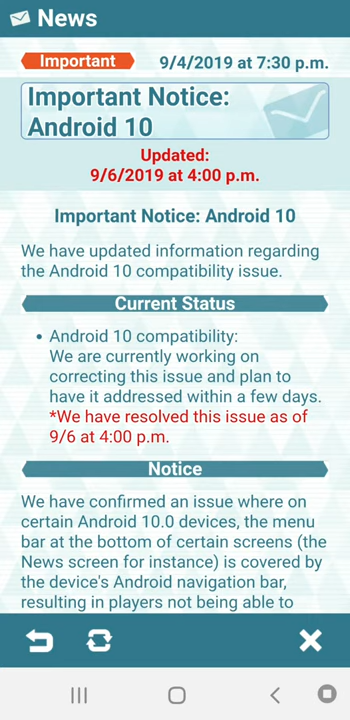 News
Important 9/4/2019 at 7:30 p.m.
Important Notice:
Android 10
Updated:
9/6/2019 at 4:00 p.m.
Important Notice: Android 10
We have updated information regarding
the Android 10 compatibility issue.
Current Status
• Android 10 compatibility:
We are currently working on
correcting this issue and plan to
have it addressed within a few days.
*We have resolved this issue as of
9/6 at 4:00 p.m.
Notice
We have confirmed an issue where on
certain Android 10.0 devices, the menu
bar at the bottom of certain screens (the
News screen for instance) is covered by
the device's Android navigation bar,
resulting in players not being able to